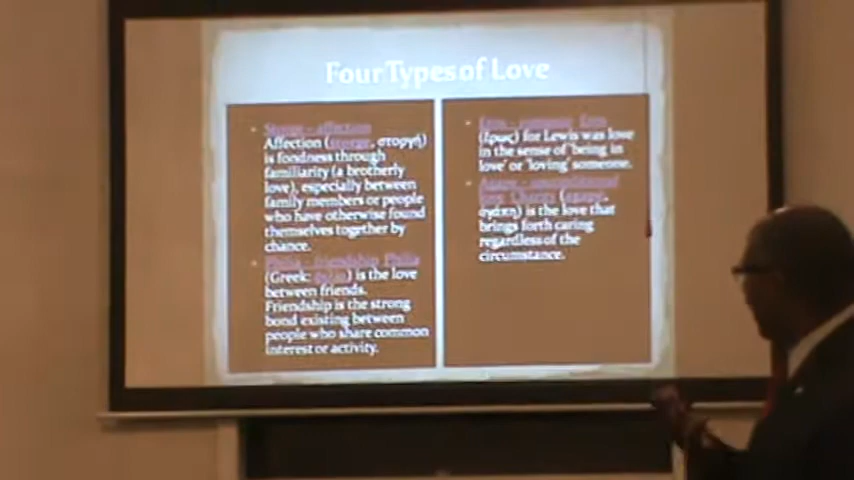 Four Types of Love
Storge - affection
Affection (storge, στοργή)
is fondness through
familiarity (a brotherly
love), especially between
family members or people
who have otherwise found
themselves together by
chance.
Philia - friendship Philia
(Greek: φιλία) is the love
between friends.
Friendship is the strong
bond existing between
people who share common
interest or activity.
Eros - romance Eros
(ἔρως) for Lewis was love
in the sense of 'being in
love' or 'loving' someone.
Agape - unconditional
love Charity (agapē,
ἀγάπη) is the love that
brings forth caring
regardless of the
circumstance.